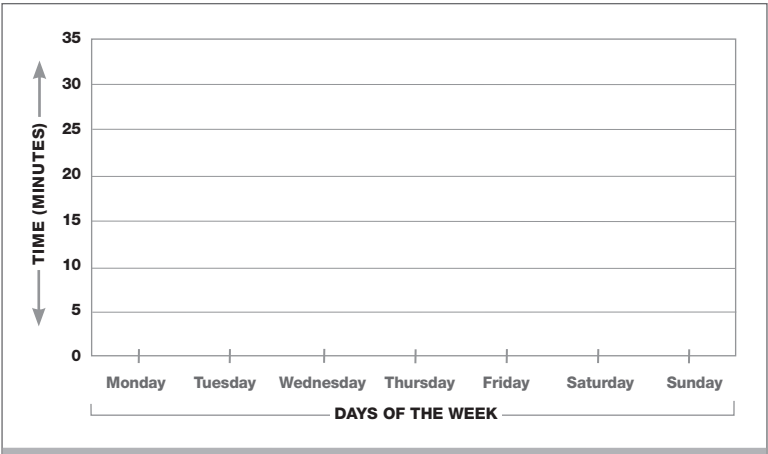 35
30
25
20
15
10
5
0
TIME (MINUTES)
Monday Tuesday Wednesday Thursday Friday Saturday Sunday
DAYS OF THE WEEK